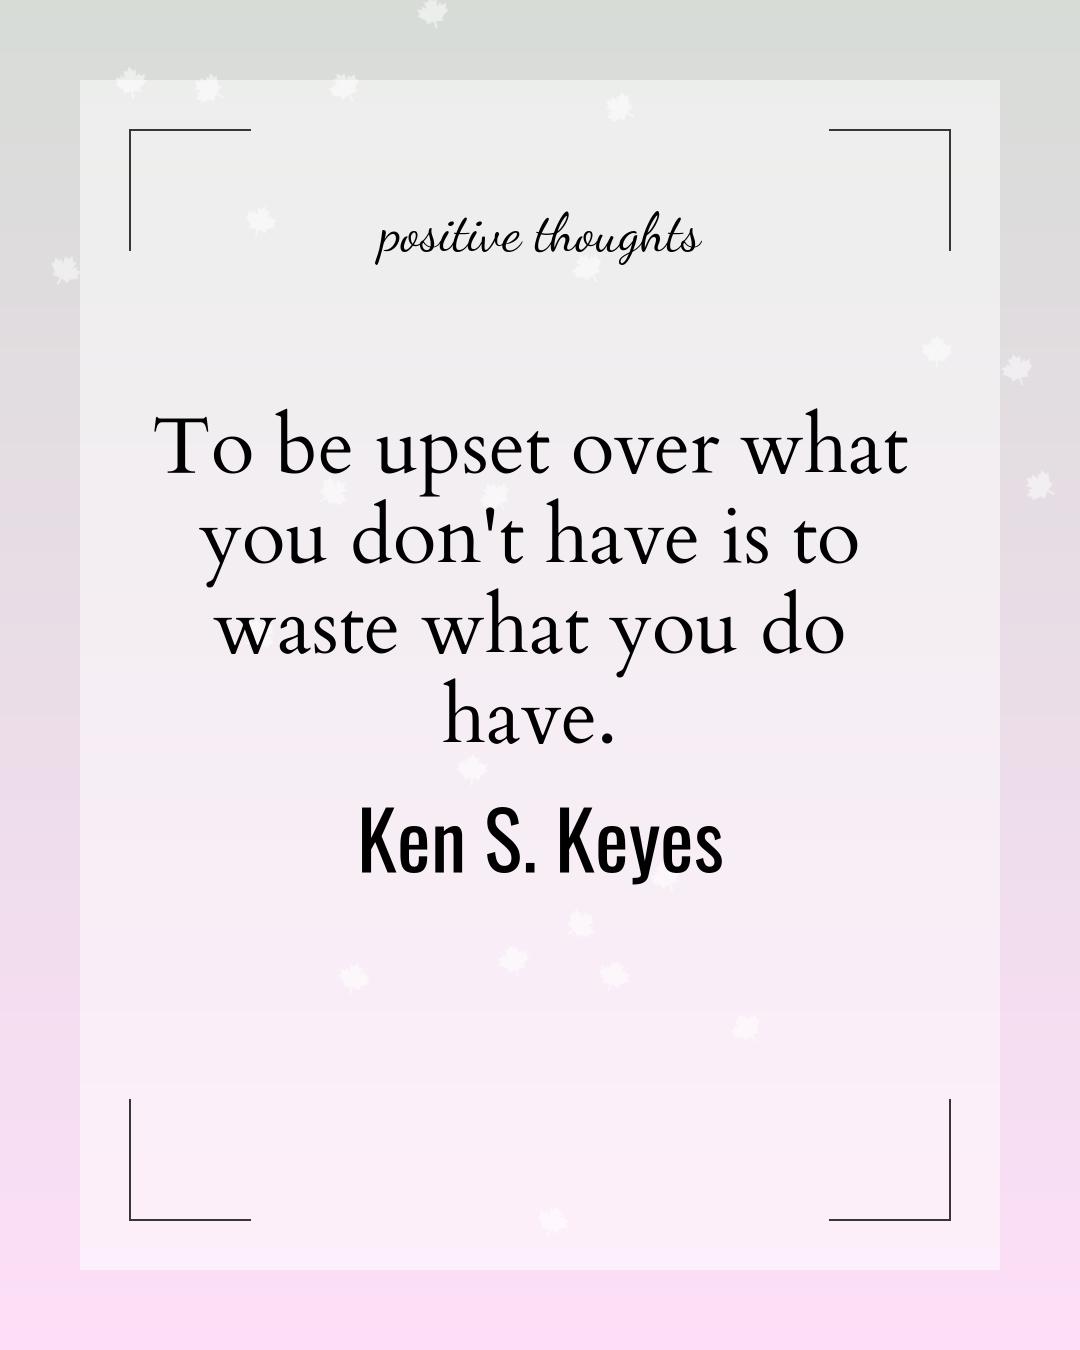 positive thoughts
To be upset over what
you don't have is to
waste what you do
have.
Ken S. Keyes